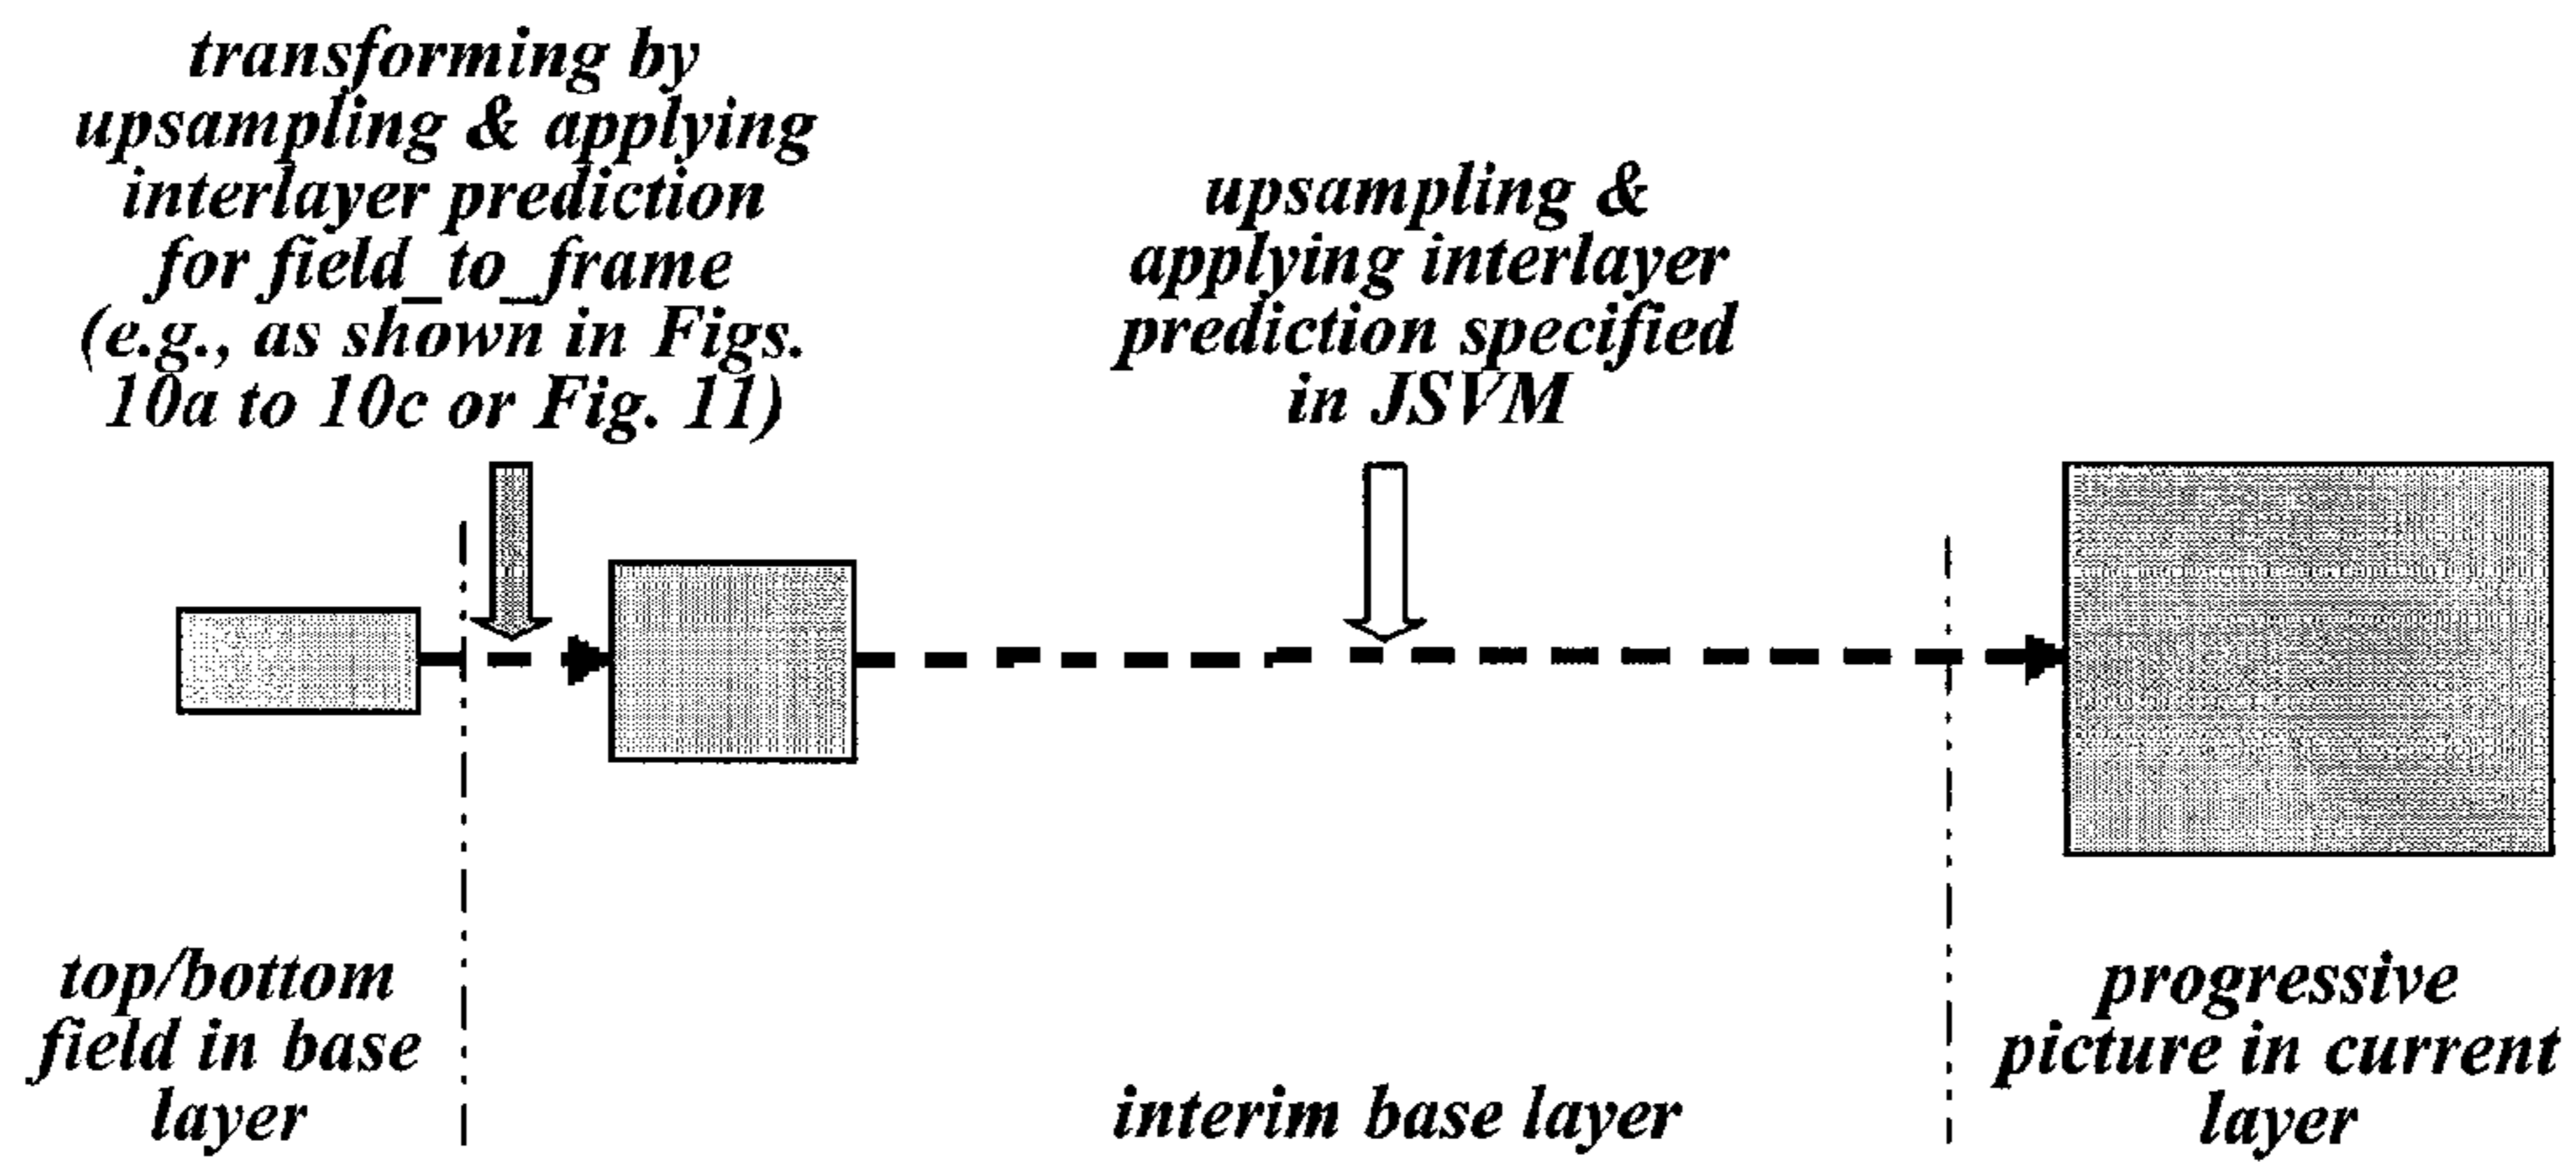 transforming by
upsampling & applying
interlayer prediction
for field_to_frame
(e.g., as shown in Figs.
10a to 10c or Fig. 11)
upsampling &
applying interlayer
prediction specified
in JSVM
top/bottom
field in base
layer
interim base layer
progressive
picture in current
layer